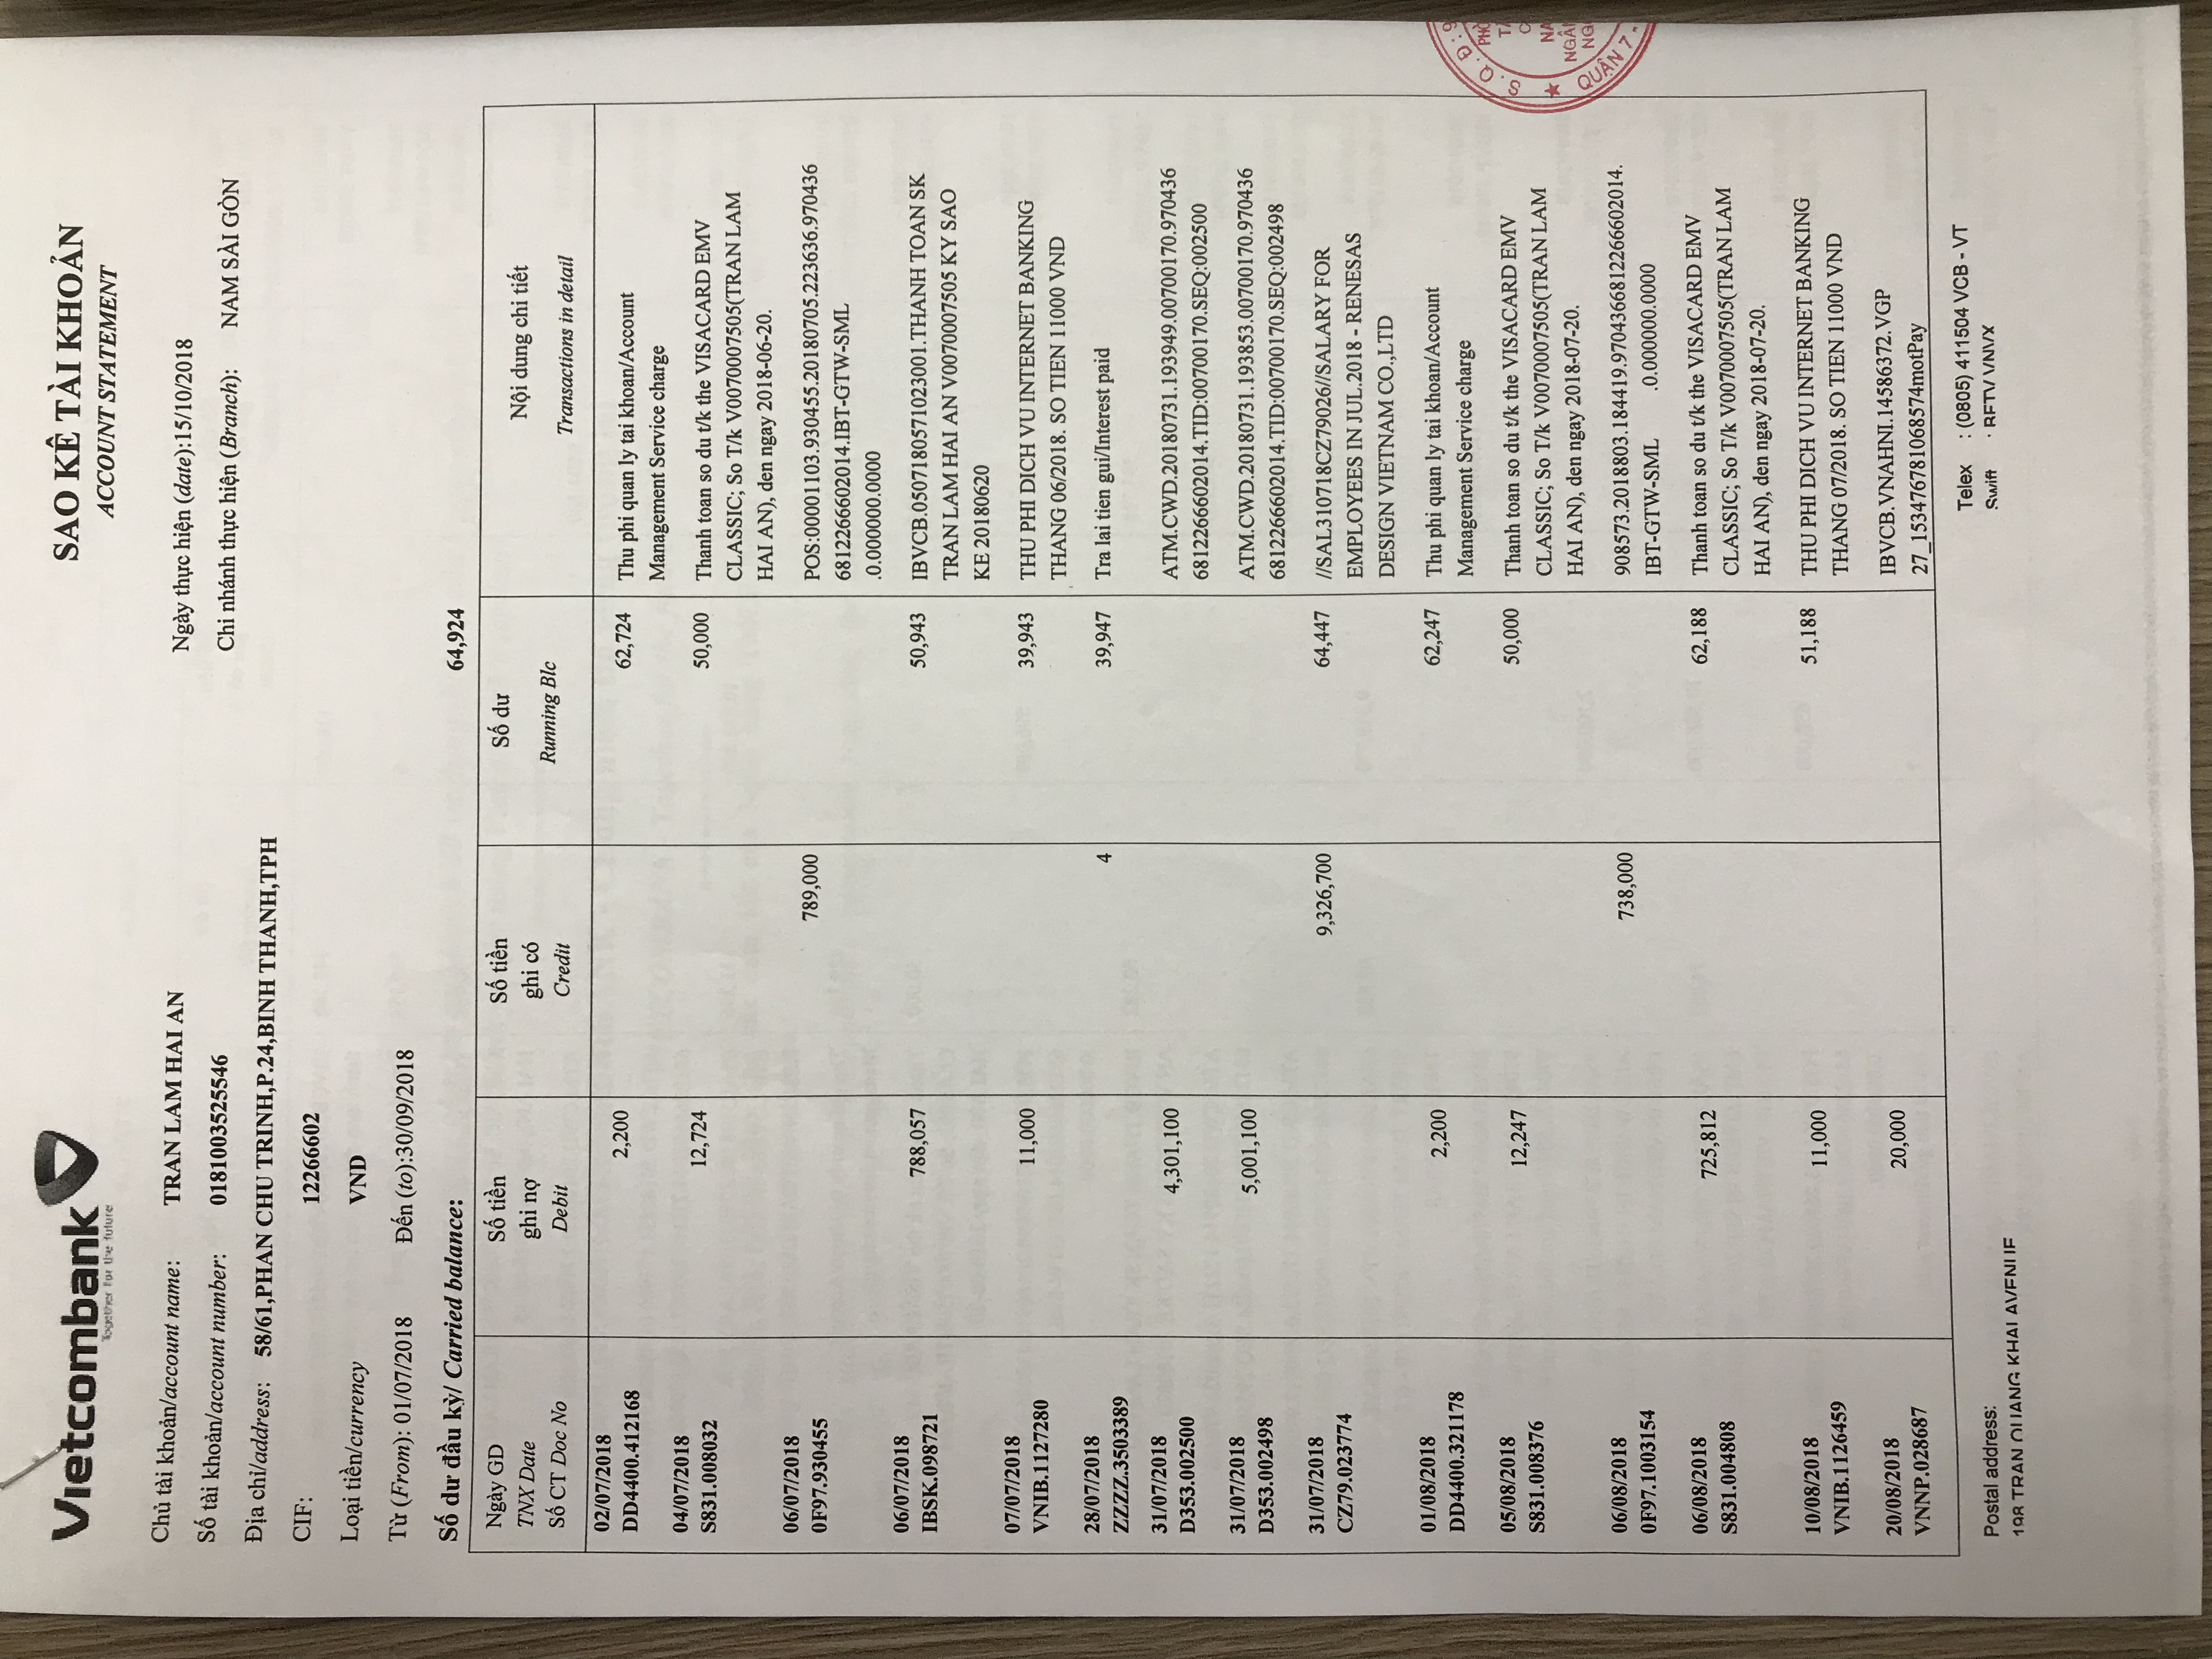 Vietcombank
Together for the future
SAO KÊ TÀI KHOẢN
ACCOUNT STATEMENT
Chủ tài khoản/account name: TRAN LAM HAI AN
Ngày thực hiện (date):15/10/2018
Số tài khoản/account number: 0181003525546
Chi nhánh thực hiện (Branch): NAM SÀI GÒN
Địa chỉ/address: 58/61,PHAN CHU TRINH,P.24,BINH THANH,TPH
CIF: 12266602
Loại tiền/currency VND
Từ (From): 01/07/2018 Đến (to):30/09/2018
Số dư đầu kỳ/ Carried balance: 64,924
Ngày GD
TNX Date
Số CT Doc No
Số tiền
ghi nợ
Debit
Số tiền
ghi có
Credit
Số dư
Running Blc
Nội dung chi tiết
Transactions in detail
02/07/2018
DD4400.412168
2,200
62,724
Thu phi quan ly tai khoan/Account
Management Service charge
04/07/2018
S831.008032
12,724
50,000
Thanh toan so du t/k the VISACARD EMV
CLASSIC; So T/k V0070007505(TRAN LAM
HAI AN), den ngay 2018-06-20.
06/07/2018
0F97.930455
789,000
POS:00001103.930455.20180705.223636.970436
6812266602014.IBT-GTW-SML
.0.000000.0000
06/07/2018
IBSK.098721
788,057
50,943
IBVCB.0507180571023001.THANH TOAN SK
TRAN LAM HAI AN V0070007505 KY SAO
KE 20180620
07/07/2018
VNIB.1127280
11,000
39,943
THU PHI DICH VU INTERNET BANKING
THANG 06/2018. SO TIEN 11000 VND
28/07/2018
ZZZZ.3503389
4
39,947
Tra lai tien gui/Interest paid
31/07/2018
D353.002500
4,301,100
ATM.CWD.20180731.193949.00700170.970436
6812266602014.TID:00700170.SEQ:002500
31/07/2018
D353.002498
5,001,100
ATM.CWD.20180731.193853.00700170.970436
6812266602014.TID:00700170.SEQ:002498
31/07/2018
CZ79.023774
9,326,700
64,447
//SAL310718CZ79026//SALARY FOR
EMPLOYEES IN JUL.2018 - RENESAS
DESIGN VIETNAM CO.,LTD
01/08/2018
DD4400.321178
2,200
62,247
Thu phi quan ly tai khoan/Account
Management Service charge
05/08/2018
S831.008376
12,247
50,000
Thanh toan so du t/k the VISACARD EMV
CLASSIC; So T/k V0070007505(TRAN LAM
HAI AN), den ngay 2018-07-20.
06/08/2018
0F97.1003154
738,000
908573.2018803.184419.9704366812266602014.
IBT-GTW-SML .0.000000.0000
06/08/2018
S831.004808
725,812
62,188
Thanh toan so du t/k the VISACARD EMV
CLASSIC; So T/k V0070007505(TRAN LAM
HAI AN), den ngay 2018-07-20.
10/08/2018
VNIB.1126459
11,000
51,188
THU PHI DICH VU INTERNET BANKING
THANG 07/2018. SO TIEN 11000 VND
20/08/2018
VNNP.028687
20,000
IBVCB.VNAHNI.14586372.VGP
27_153476781068574motPay
S.Q.Đ:9
QUẬN 7 -
Postal address:
198 TRAN QUANG KHAI AVENUE
Telex : (0805) 411504 VCB - VT
Swift : BFTV VNVX